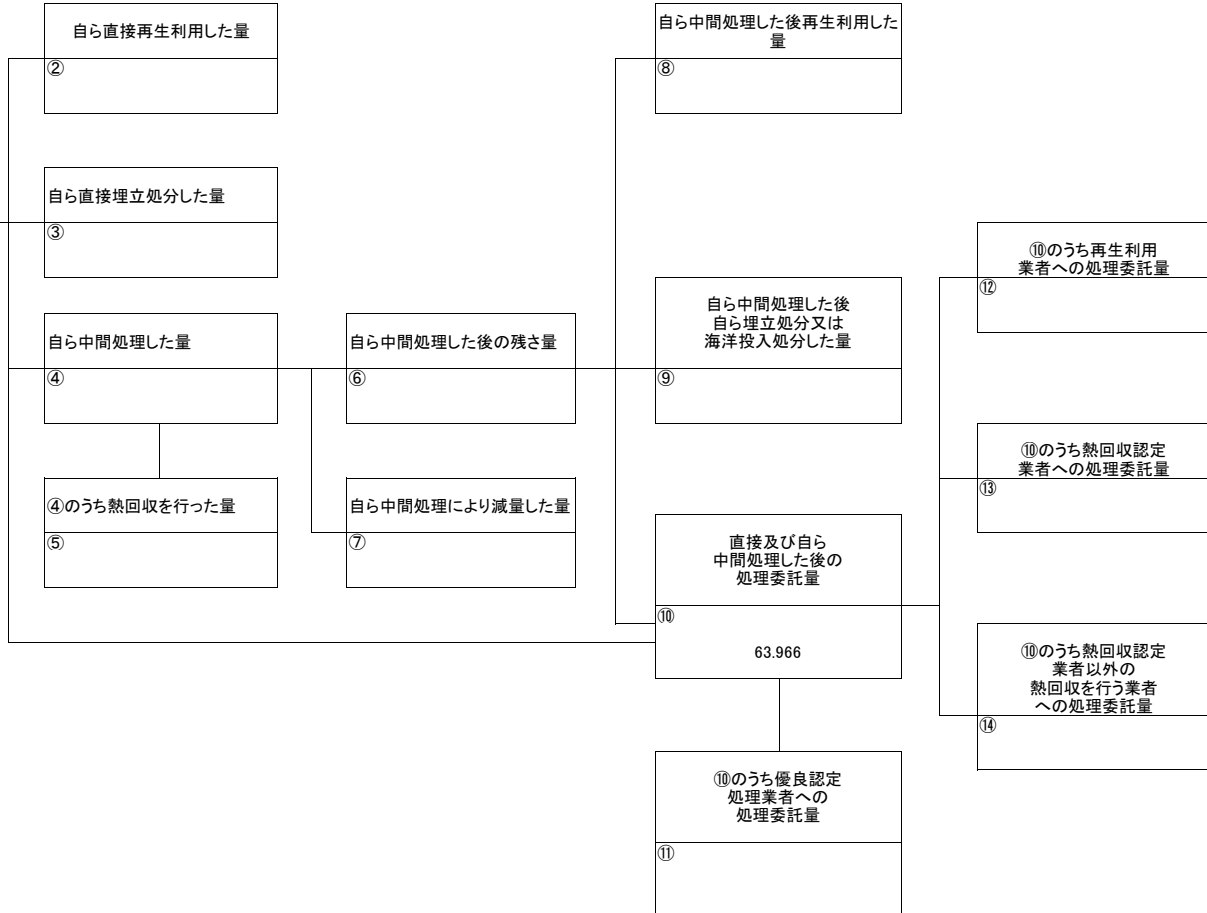 自ら直接再生利用した量
②
自ら直接埋立処分した量
③
自ら中間処理した量
④
④のうち熱回収を行った量
⑤
自ら中間処理した後の残さ量
⑥
自ら中間処理により減量した量
⑦
自ら中間処理した後再生利用した
量
⑧
自ら中間処理した後
自ら埋立処分又は
海洋投入処分した量
⑨
直接及び自ら
中間処理した後の
処理委託量
⑩
63.966
⑩のうち優良認定
処理業者への
処理委託量
⑪
⑩のうち再生利用
業者への処理委託量
⑫
⑩のうち熱回収認定
業者への処理委託量
⑬
⑩のうち熱回収認定
業者以外の
熱回収を行う業者
への処理委託量
⑭